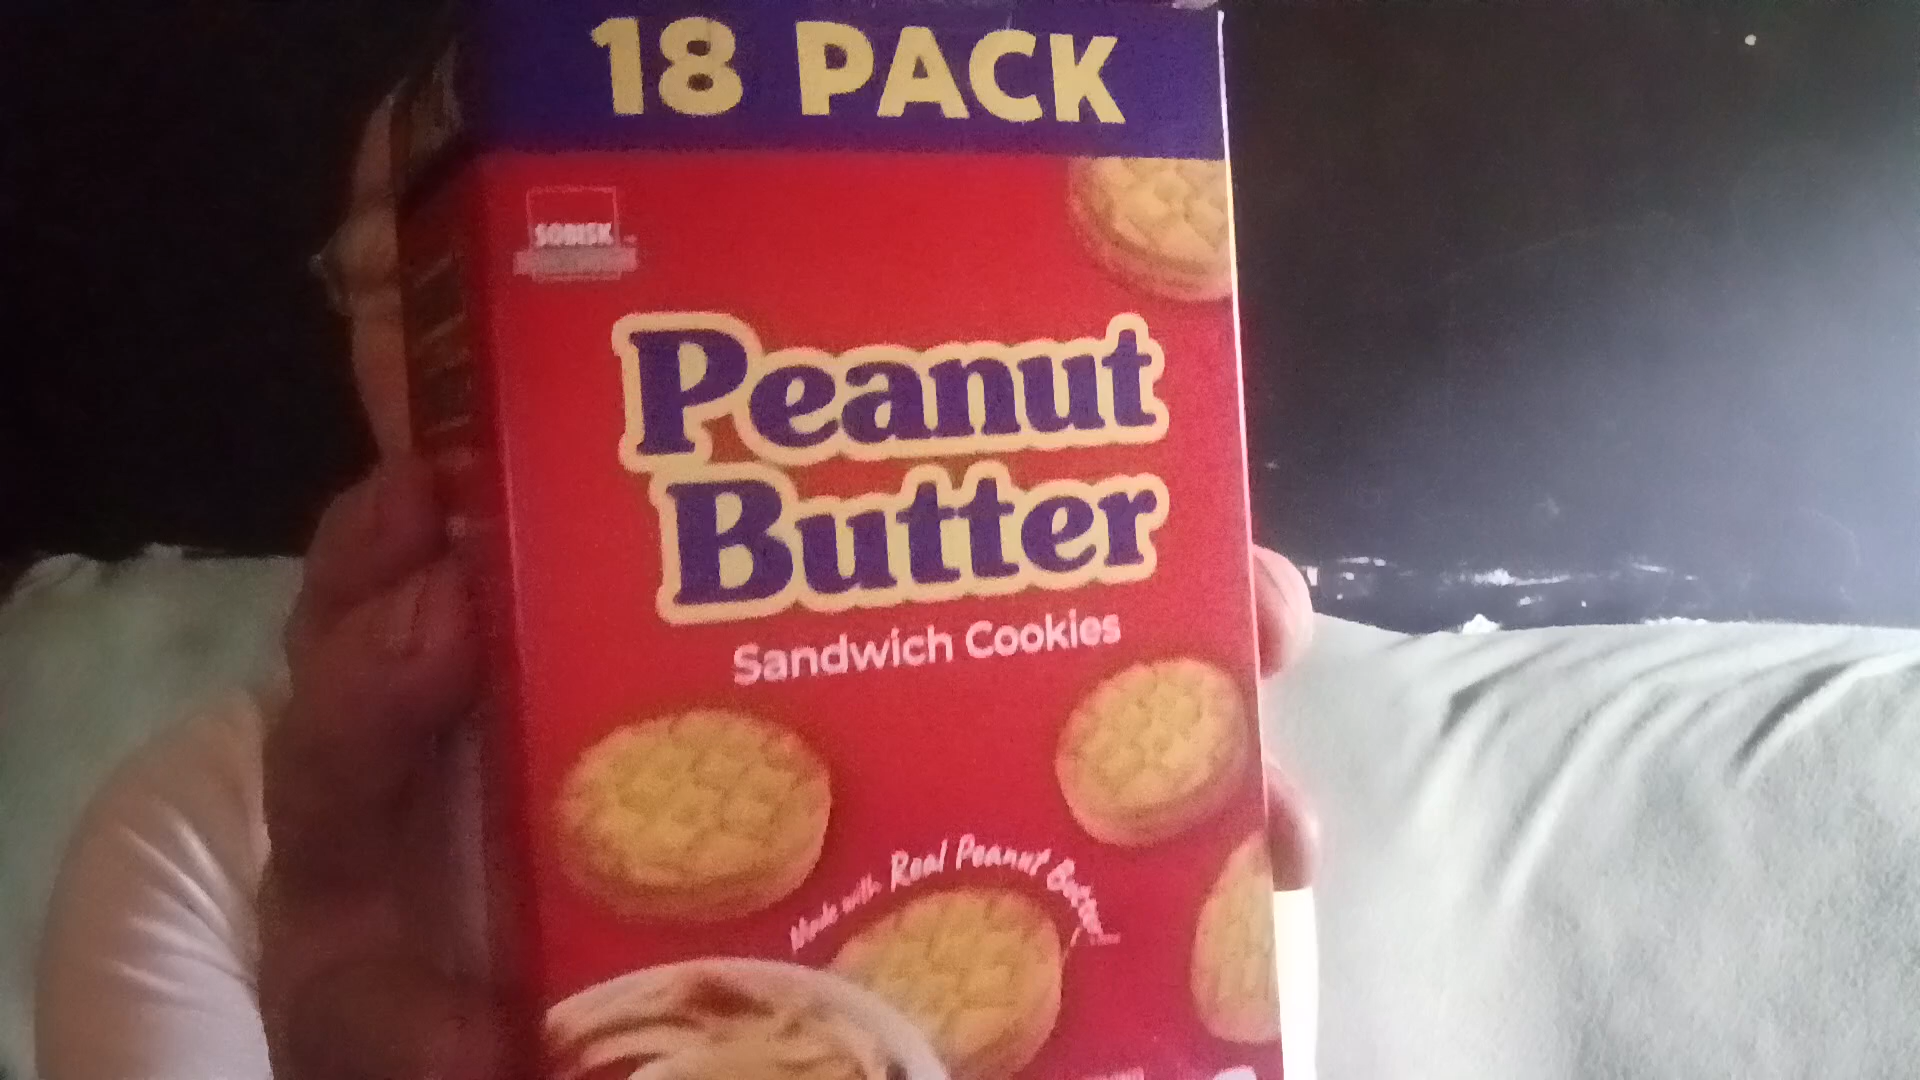 18 PACK
SOBISK
Peanut
Butter
Sandwich Cookies
Made with Real Peanut Butter